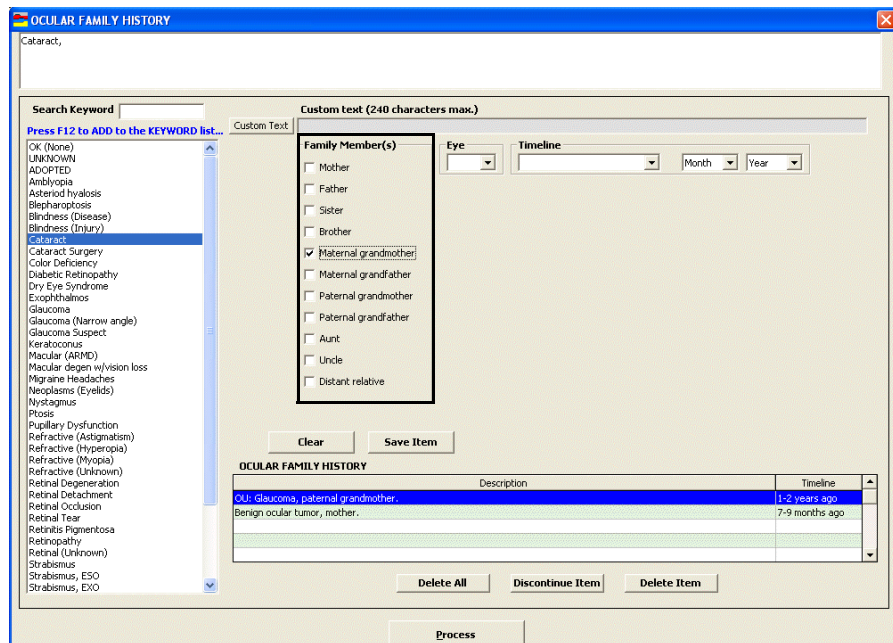 OCULAR FAMILY HISTORY
Cataract,
Search Keyword
Custom text (240 characters max.)
Press F12 to ADD to the KEYWORD list...
Custom Text
OK (None)
UNKNOWN
ADOPTED
Amblyopia
Asteriod hyalosis
Blepharoptosis
Blindness (Disease)
Blindness (Injury)
Cataract
Cataract Surgery
Color Deficiency
Diabetic Retinopathy
Dry Eye Syndrome
Exophthalmos
Glaucoma
Glaucoma (Narrow angle)
Glaucoma Suspect
Keratoconus
Macular (ARMD)
Macular degen w/vision loss
Migraine Headaches
Neoplasms (Eyelids)
Nystagmus
Ptosis
Pupillary Dysfunction
Refractive (Astigmatism)
Refractive (Hyperopia)
Refractive (Myopia)
Refractive (Unknown)
Retinal Degeneration
Retinal Detachment
Retinal Occlusion
Retinal Tear
Retinitis Pigmentosa
Retinopathy
Retinal (Unknown)
Strabismus
Strabismus, ESO
Strabismus, EXO
Family Member(s)
Mother
Father
Sister
Brother
Maternal grandmother
Maternal grandfather
Paternal grandmother
Paternal grandfather
Aunt
Uncle
Distant relative
Eye
Timeline
Month
Year
Clear
Save Item
OCULAR FAMILY HISTORY
Description Timeline
OU: Glaucoma, paternal grandmother. 1-2 years ago
Benign ocular tumor, mother. 7-9 months ago
Delete All
Discontinue Item
Delete Item
Process